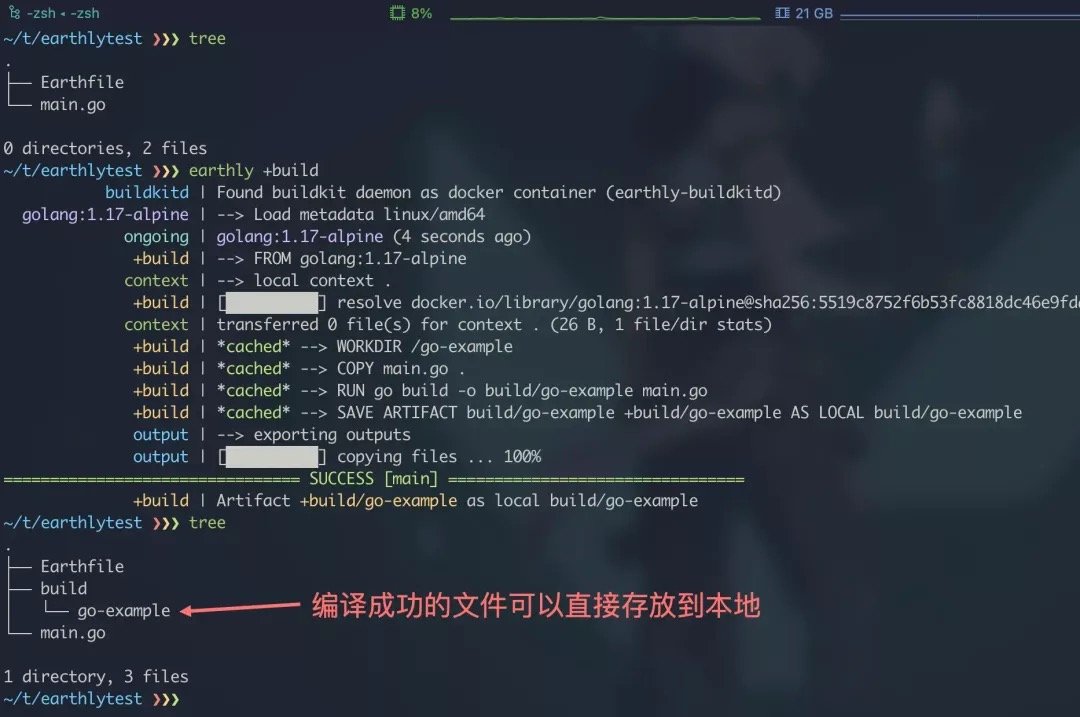 -zsh • -zsh 8% 21 GB
~/t/earthlytest ❯❯❯ tree
.
├── Earthfile
└── main.go
0 directories, 2 files
~/t/earthlytest ❯❯❯ earthly +build
buildkitd | Found buildkit daemon as docker container (earthly-buildkitd)
golang:1.17-alpine | --> Load metadata linux/amd64
ongoing | golang:1.17-alpine (4 seconds ago)
+build | --> FROM golang:1.17-alpine
context | --> local context .
+build | [██████████] resolve docker.io/library/golang:1.17-alpine@sha256:5519c8752f6b53fc8818dc46e9fd
context | transferred 0 file(s) for context . (26 B, 1 file/dir stats)
+build | *cached* --> WORKDIR /go-example
+build | *cached* --> COPY main.go .
+build | *cached* --> RUN go build -o build/go-example main.go
+build | *cached* --> SAVE ARTIFACT build/go-example +build/go-example AS LOCAL build/go-example
output | --> exporting outputs
output | [██████████] copying files ... 100%
================================ SUCCESS [main] ================================
+build | Artifact +build/go-example as local build/go-example
~/t/earthlytest ❯❯❯ tree
.
├── Earthfile
├── build
│   └── go-example 编译成功的文件可以直接存放到本地
└── main.go
1 directory, 3 files
~/t/earthlytest ❯❯❯